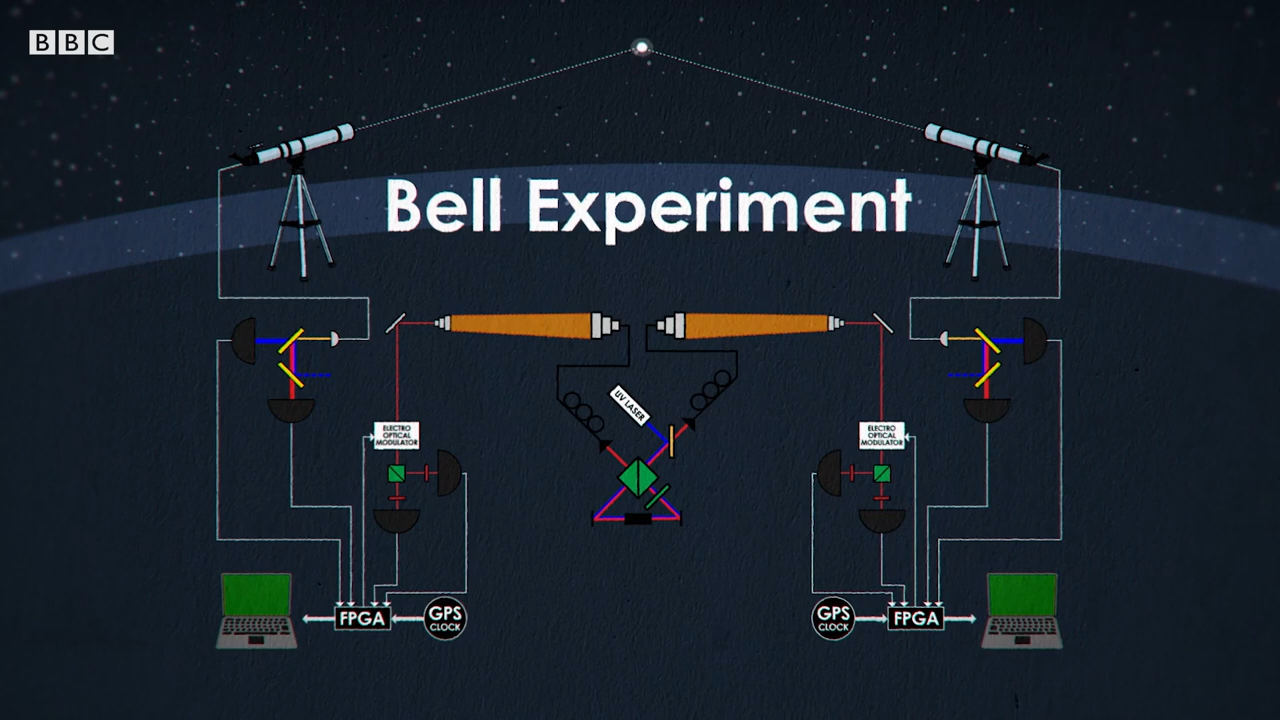 BBC
Bell Experiment
UV LASER
ELECTRO
OPTICAL
MODULATOR
ELECTRO
OPTICAL
MODULATOR
FPGA
GPS
CLOCK
GPS
CLOCK
FPGA